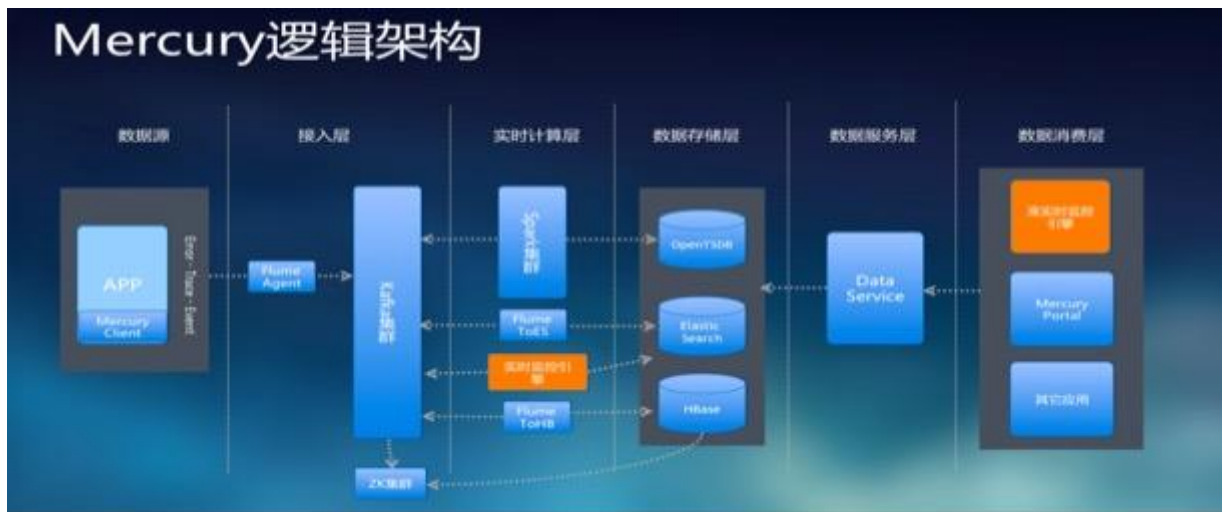 Mercury逻辑架构
数据源
接入层
实时计算层
数据存储层
数据服务层
数据消费层
APP
Mercury
Client
Error - Trace - Event
Flume
Agent
Kafka集群
ZK集群
Spark集群
Flume
ToES
实时监控引
擎
Flume
ToHB
OpenTSDB
Elastic
Search
HBase
Data
Service
准实时监控
引擎
Mercury
Portal
其它应用